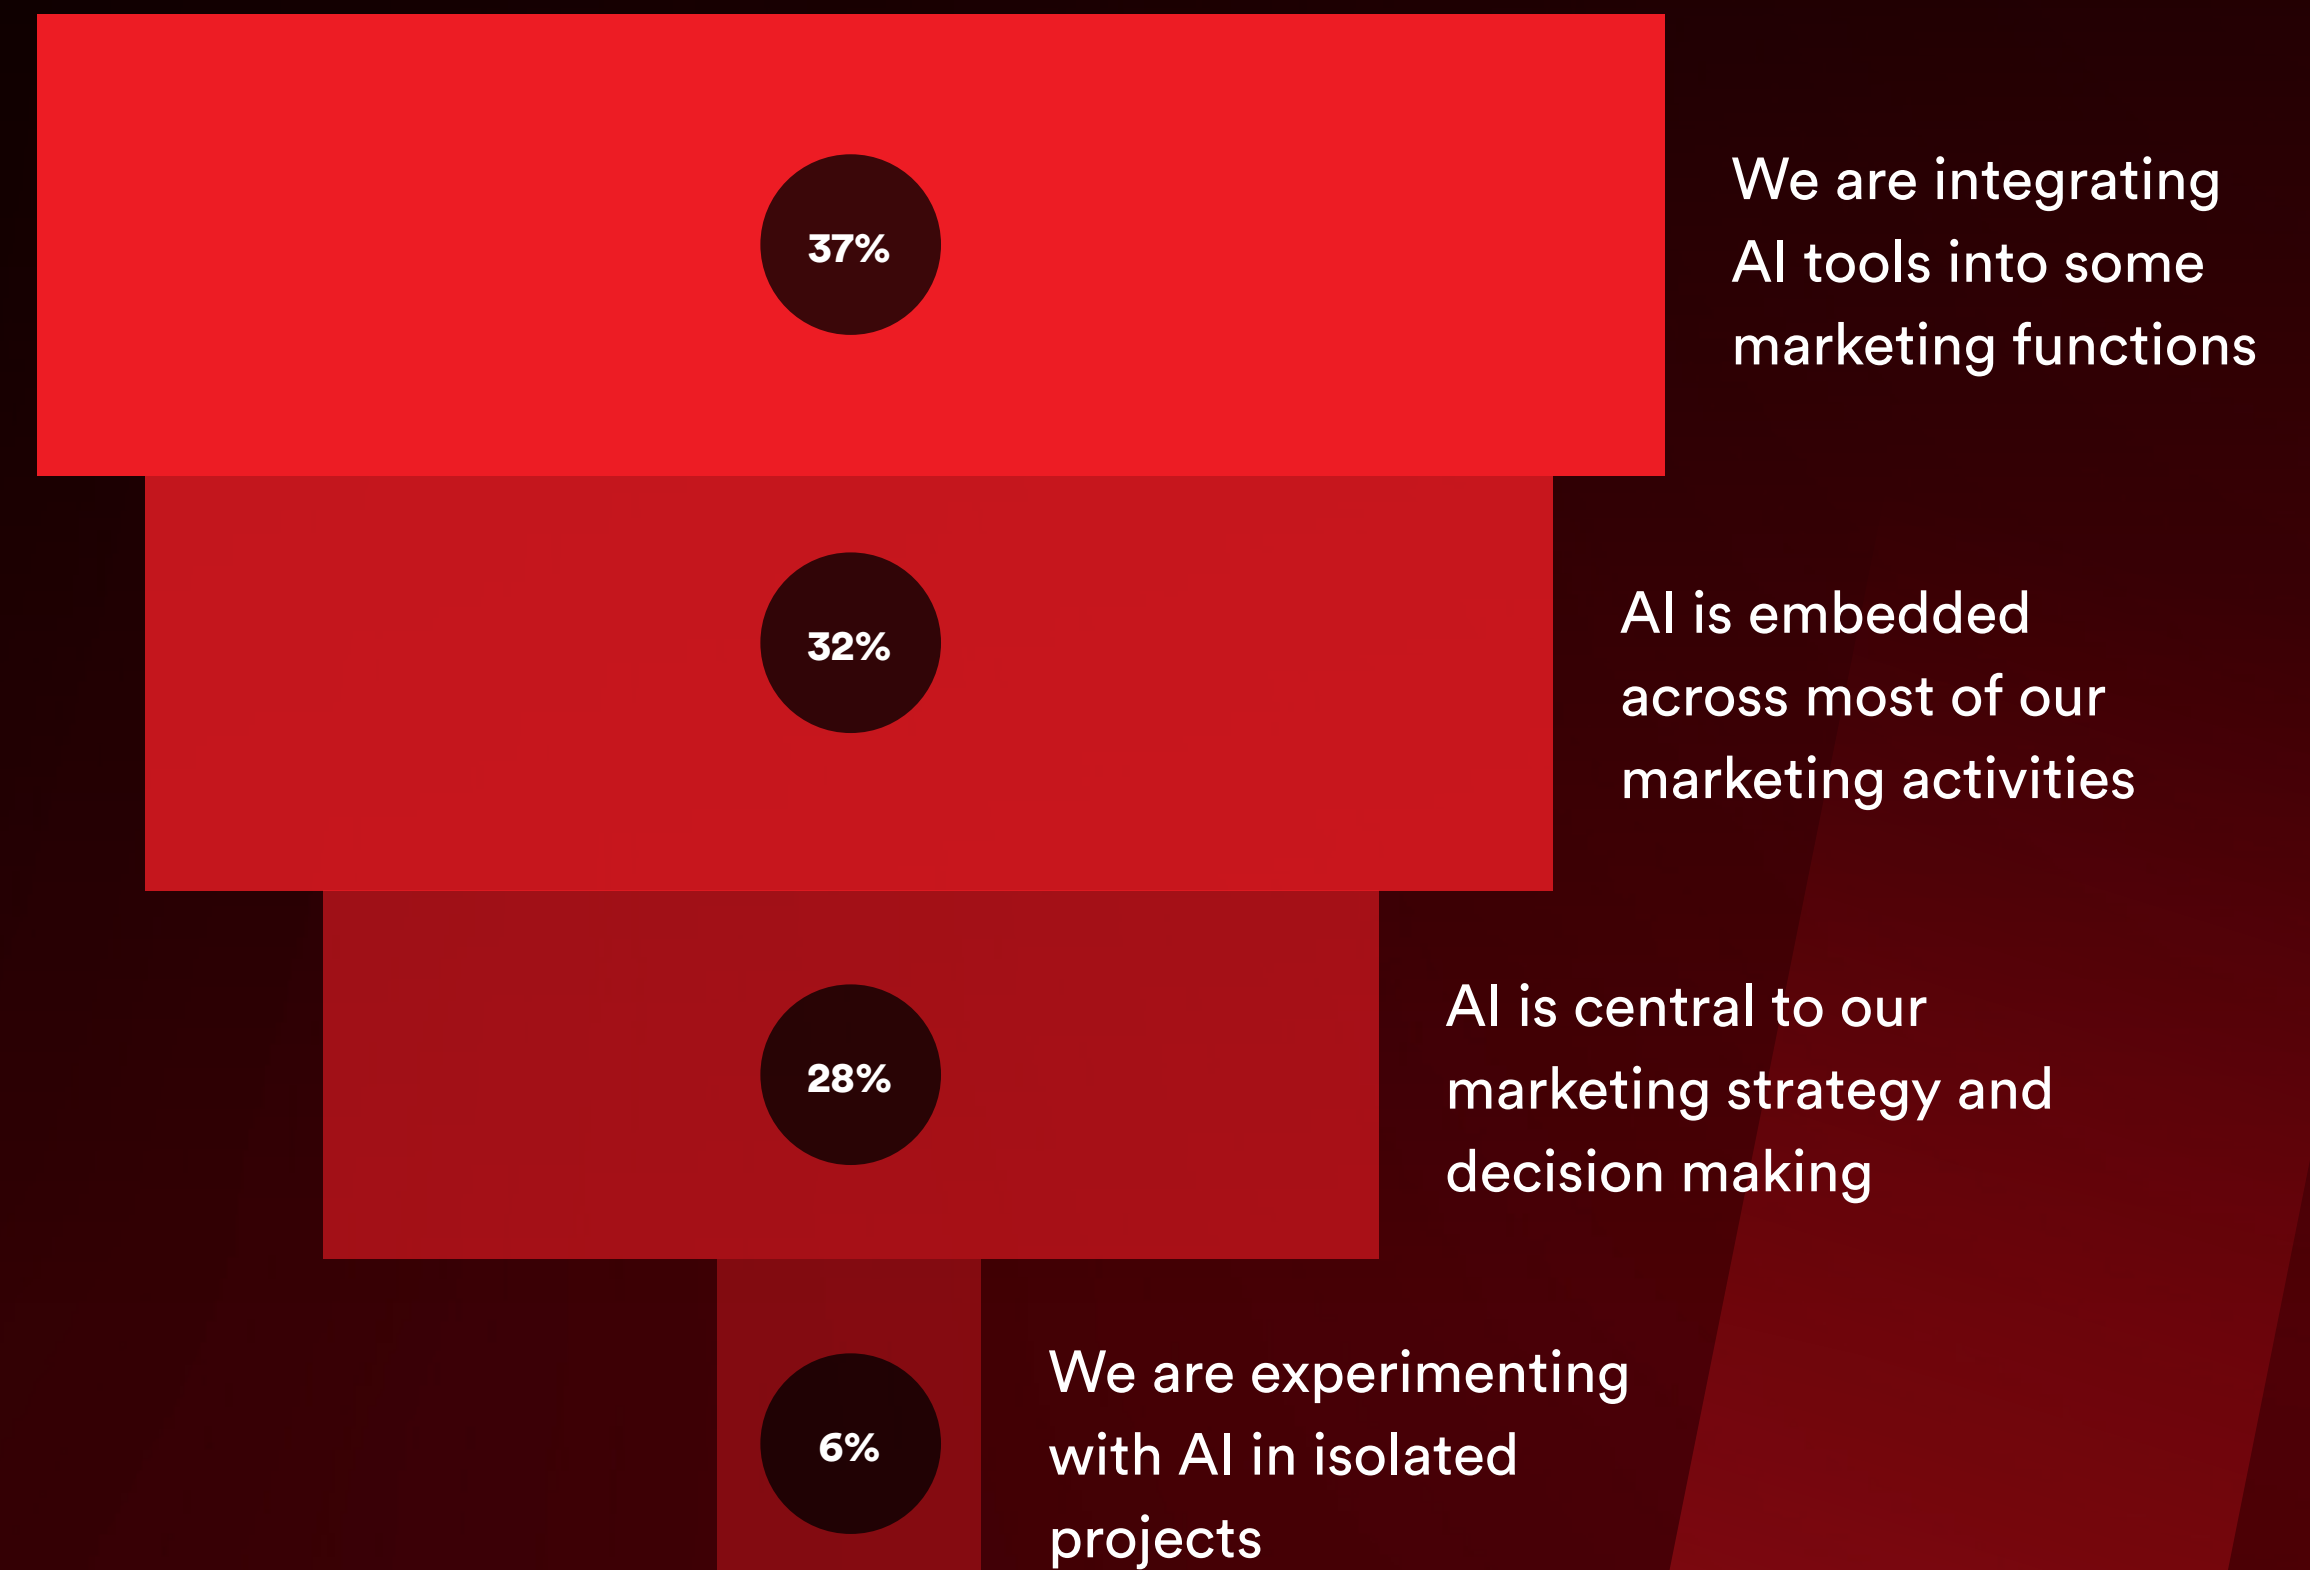 37%
We are integrating
AI tools into some
marketing functions
32%
AI is embedded
across most of our
marketing activities
28%
AI is central to our
marketing strategy and
decision making
6%
We are experimenting
with AI in isolated
projects